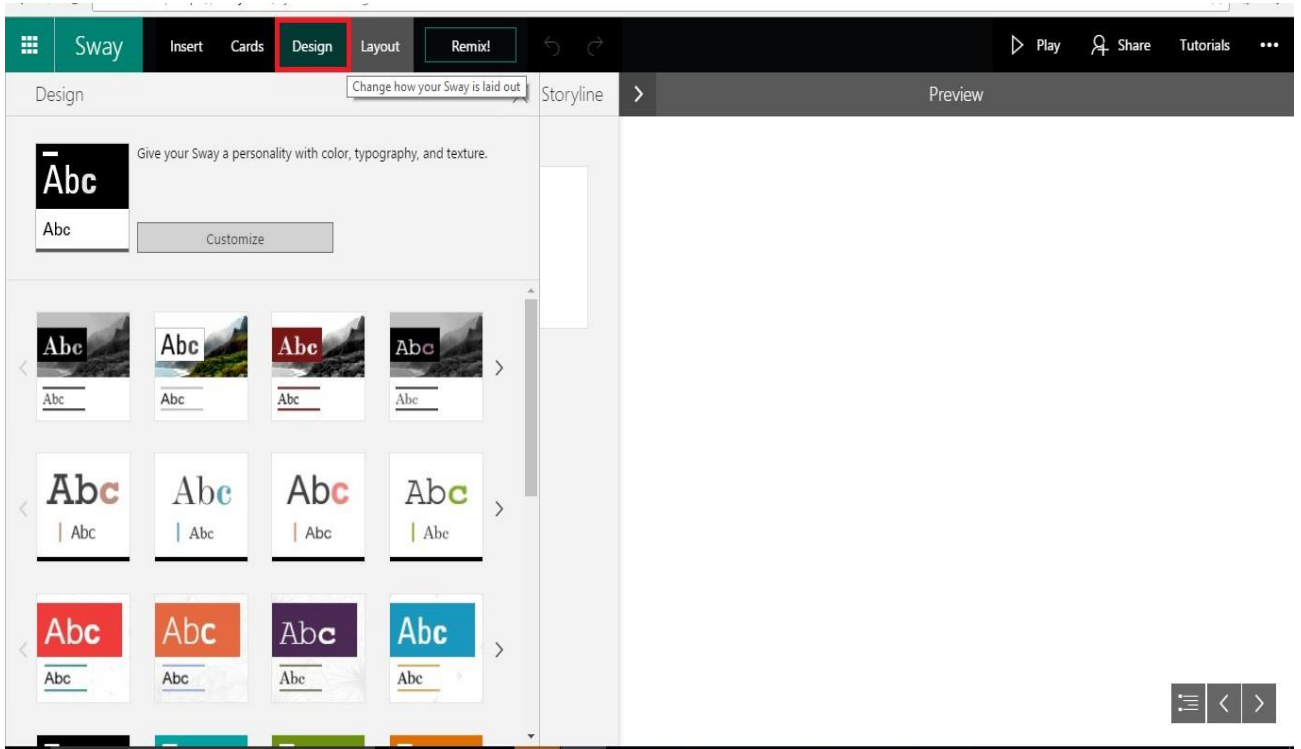 Sway Insert Cards Design Layout Remix! Play Share Tutorials
Change how your Sway is laid out
Design Storyline Preview
Abc
Give your Sway a personality with color, typography, and texture.
Abc
Customize
Abc Abc Abc Abc
Abc Abc Abc Abc
Abc Abc Abc Abc
Abc Abc Abc Abc
Abc Abc Abc Abc
Abc Abc Abc Abc